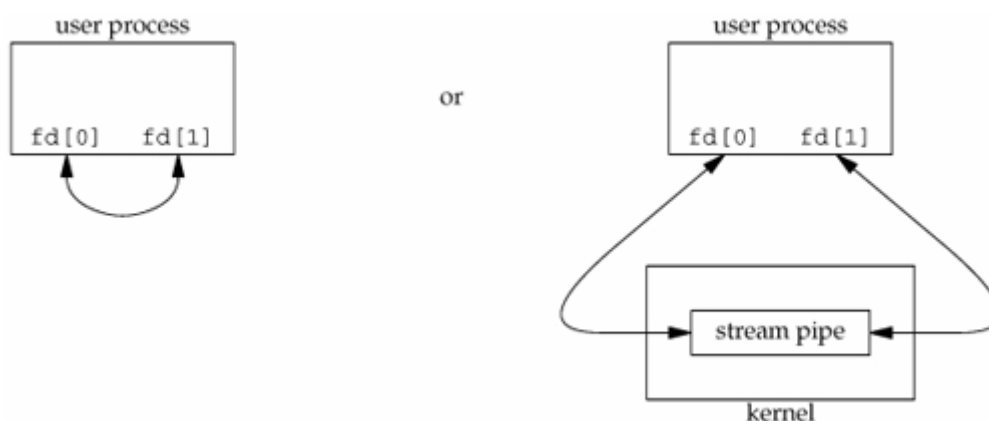 user process
fd[0] fd[1]
or
user process
fd[0] fd[1]
stream pipe
kernel